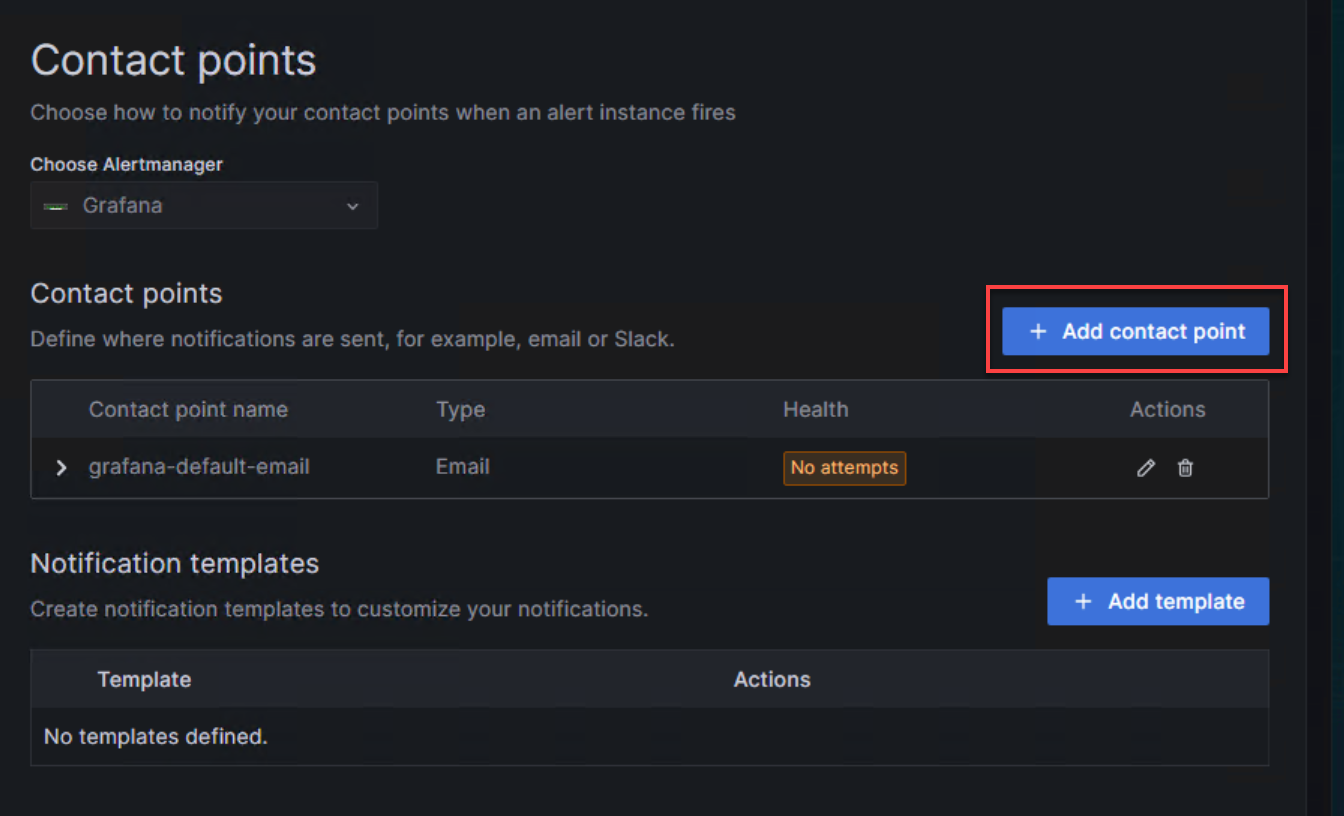 Contact points
Choose how to notify your contact points when an alert instance fires
Choose Alertmanager
Grafana
Contact points
Define where notifications are sent, for example, email or Slack.
+ Add contact point
Contact point name Type Health Actions
grafana-default-email Email No attempts
Notification templates
Create notification templates to customize your notifications.
+ Add template
Template Actions
No templates defined.